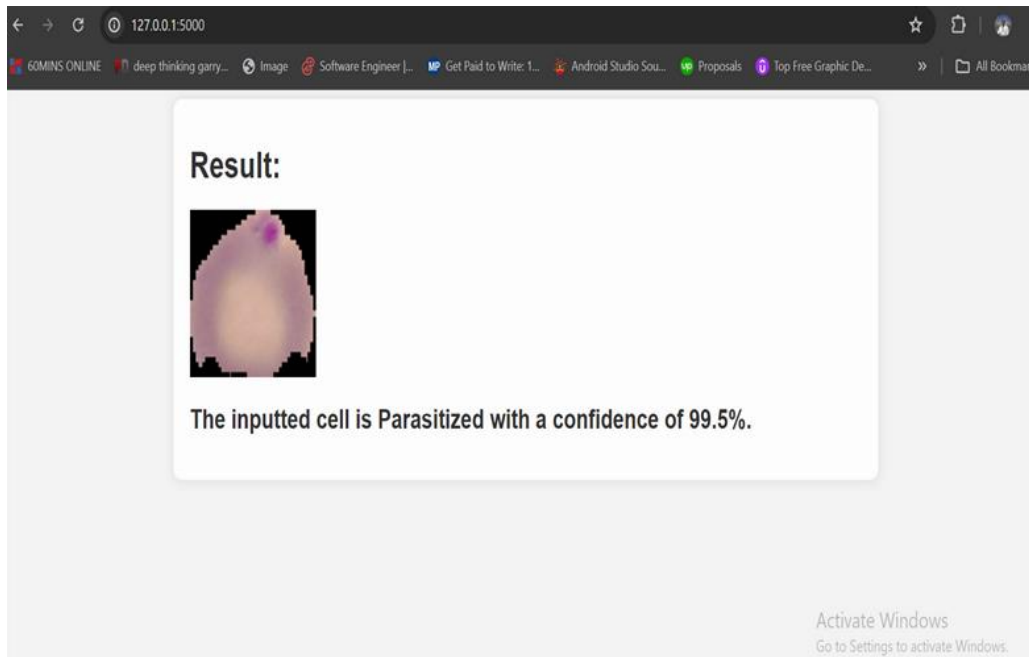 127.0.0.1:5000
60MINS ONLINE deep thinking garry... Image Software Engineer |... MP Get Paid to Write: 1... Android Studio Sou... up Proposals Top Free Graphic De... » All Bookmar
Result:
The inputted cell is Parasitized with a confidence of 99.5%.
Activate Windows
Go to Settings to activate Windows.